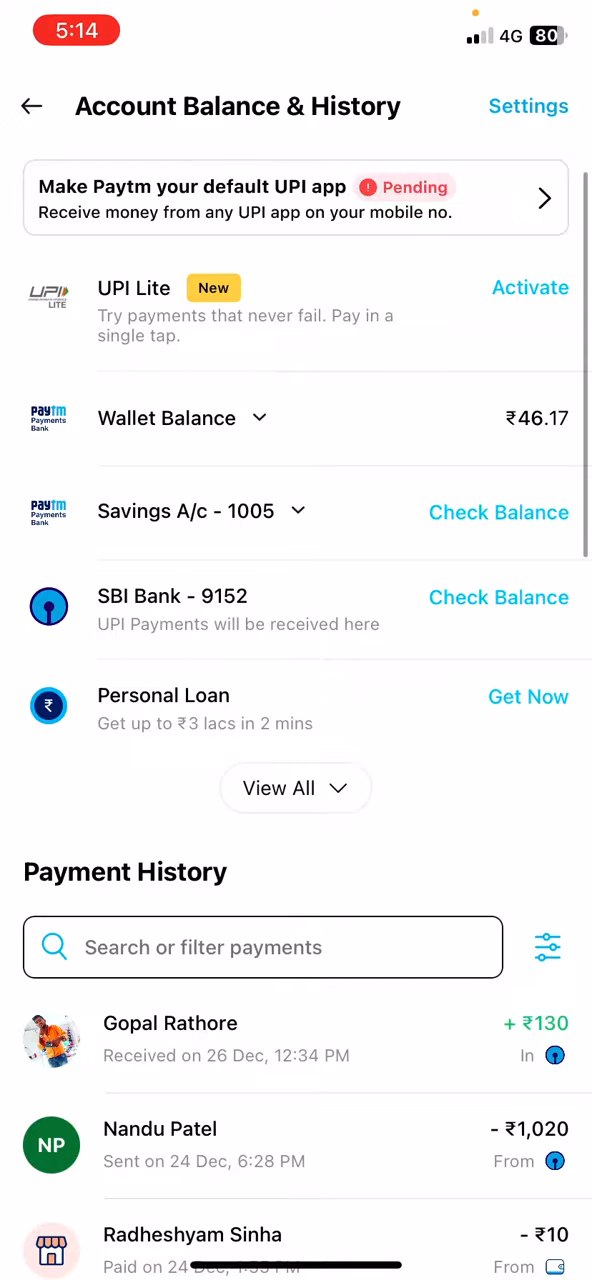 5:14
4G 80
Account Balance & History
Settings
Make Paytm your default UPI app
! Pending
Receive money from any UPI app on your mobile no.
UPI
LITE
UPI Lite
New
Activate
Try payments that never fail. Pay in a
single tap.
paytm
Payments
Bank
Wallet Balance
₹46.17
paytm
Payments
Bank
Savings A/c - 1005
Check Balance
SBI Bank - 9152
Check Balance
UPI Payments will be received here
₹
Personal Loan
Get Now
Get up to ₹3 lacs in 2 mins
View All
Payment History
Search or filter payments
Gopal Rathore
+ ₹130
Received on 26 Dec, 12:34 PM
In
NP
Nandu Patel
- ₹1,020
Sent on 24 Dec, 6:28 PM
From
Radheshyam Sinha
- ₹10
Paid on 24
From